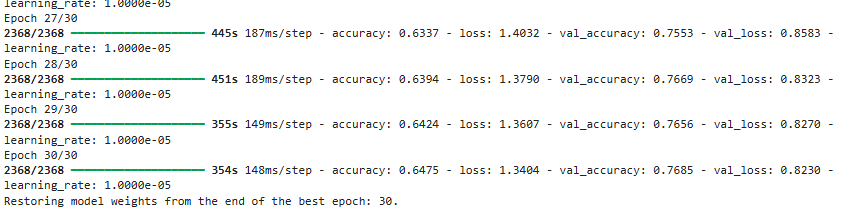 learning_rate: 1.0000e-05
Epoch 27/30
2368/2368 ━━━━━━━━━━━━━━━━━━━━ 445s 187ms/step - accuracy: 0.6337 - loss: 1.4032 - val_accuracy: 0.7553 - val_loss: 0.8583 -
learning_rate: 1.0000e-05
Epoch 28/30
2368/2368 ━━━━━━━━━━━━━━━━━━━━ 451s 189ms/step - accuracy: 0.6394 - loss: 1.3790 - val_accuracy: 0.7669 - val_loss: 0.8323 -
learning_rate: 1.0000e-05
Epoch 29/30
2368/2368 ━━━━━━━━━━━━━━━━━━━━ 355s 149ms/step - accuracy: 0.6424 - loss: 1.3607 - val_accuracy: 0.7656 - val_loss: 0.8270 -
learning_rate: 1.0000e-05
Epoch 30/30
2368/2368 ━━━━━━━━━━━━━━━━━━━━ 354s 148ms/step - accuracy: 0.6475 - loss: 1.3404 - val_accuracy: 0.7685 - val_loss: 0.8230 -
learning_rate: 1.0000e-05
Restoring model weights from the end of the best epoch: 30.